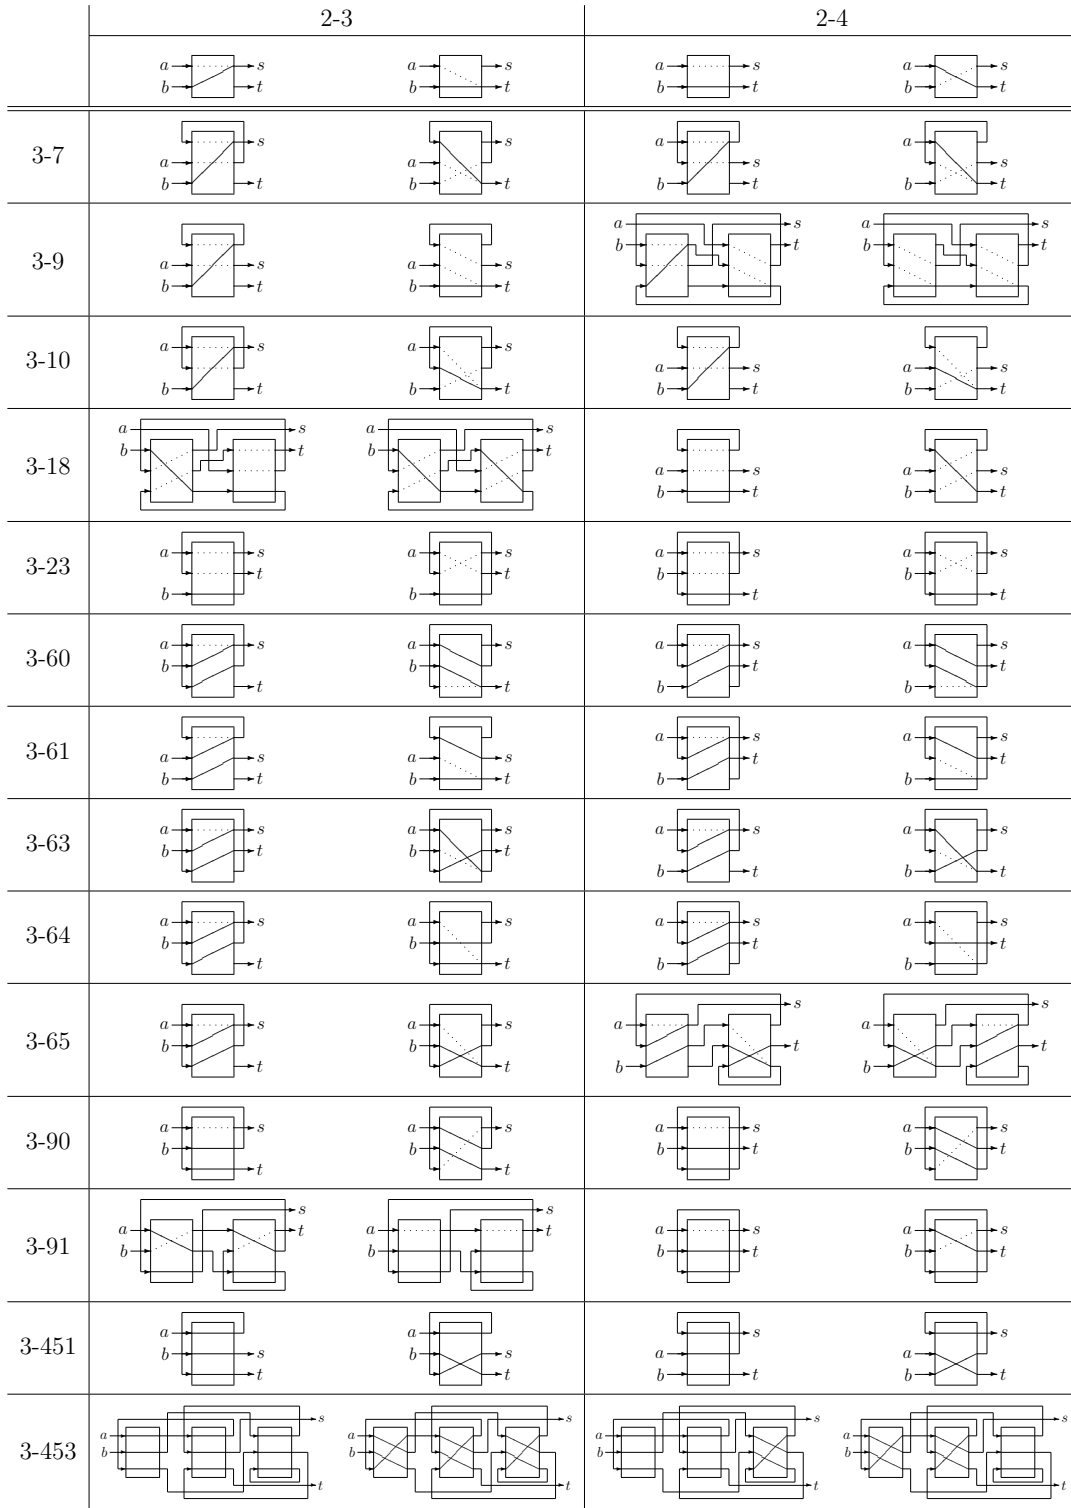 2-3 2-4
a s a s a s a s
b t b t b t b t
3-7 s s s s
a a a a
b t b t b t b t
3-9 a s a s
b t b t
a s a s
b t b t
3-10 a s a s
a s a s
b t b t b t b t
3-18 a s a s
b t b t
a s a s
b t b t
3-23 a s a s a s a s
t t b b
b b t t
3-60 a s a s a s a s
b b b t b t
t t
3-61 a s a s
a s a s t t
b t b t b b
3-63 a s a s a s a s
b t b t
b t
3-64 a s a s a s a s
b b t t
t t b b
3-65 s s
a s a s a a
b b t t
t t b b
3-90 a s a s a s a s
b b b t b t
t t
3-91 s s
a t a t a s a s
b b b t b t
3-451 a a s s
b s b s a a
t t b t b t
3-453 s s s s
a a a a
b b b b
t t t t